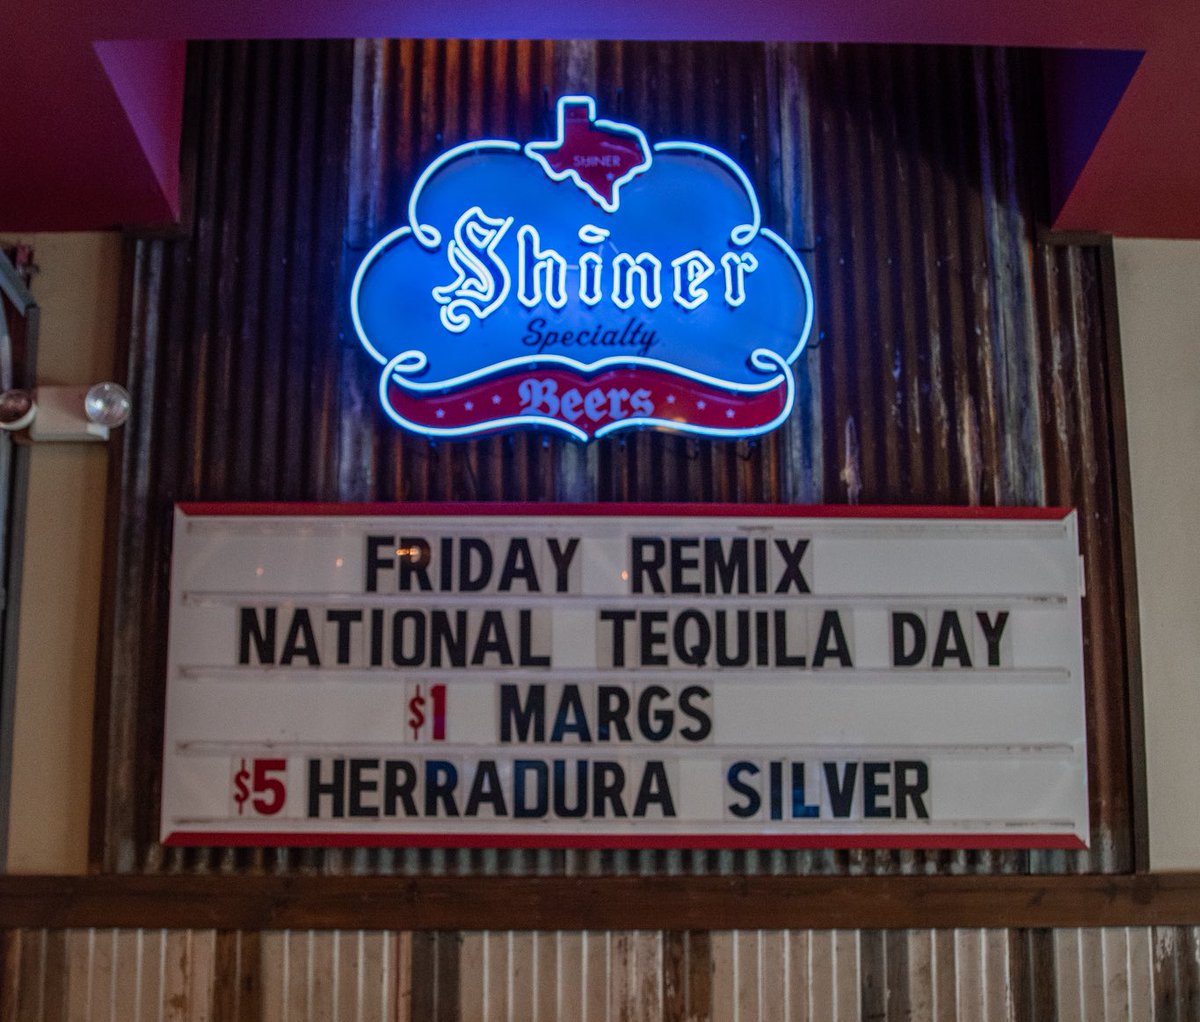 SHINER
Shiner
Specialty
Beers
FRIDAY REMIX
NATIONAL TEQUILA DAY
$1 MARGS
$5 HERRADURA SILVER